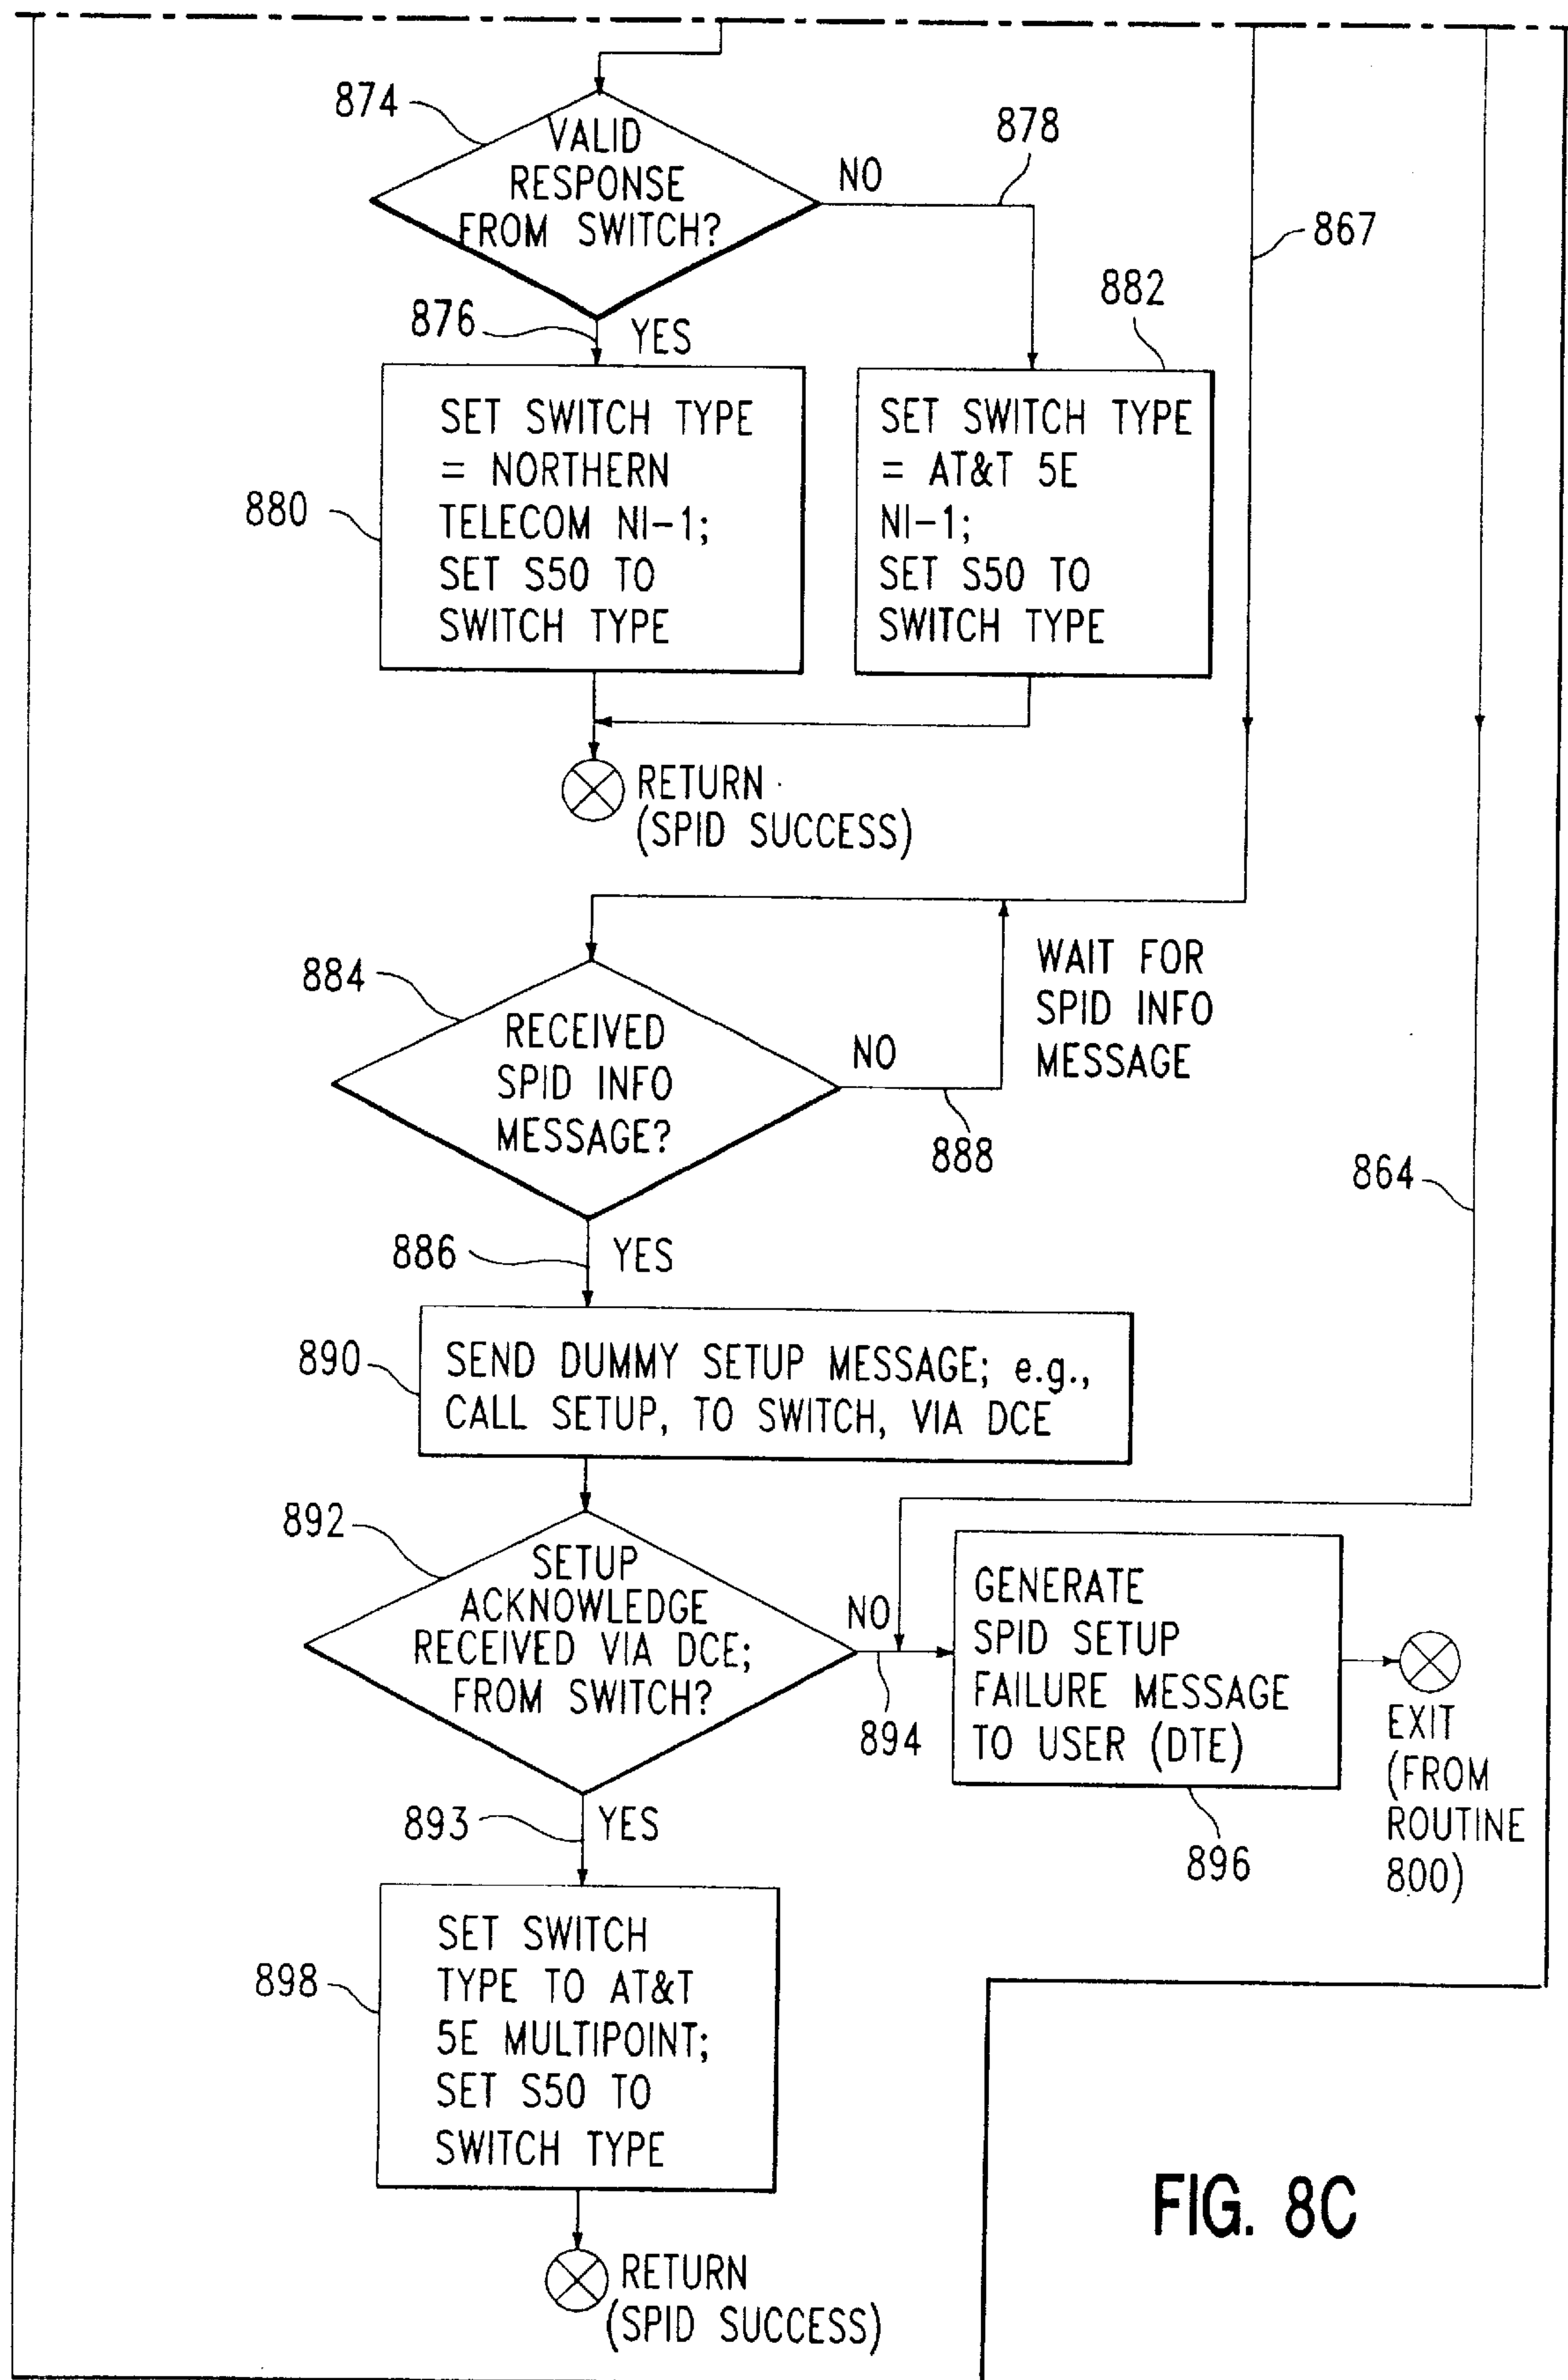 874
VALID
RESPONSE
FROM SWITCH?
NO
878
867
876
YES
882
880
SET SWITCH TYPE
= NORTHERN
TELECOM NI-1;
SET S50 TO
SWITCH TYPE
SET SWITCH TYPE
= AT&T 5E
NI-1;
SET S50 TO
SWITCH TYPE
RETURN
(SPID SUCCESS)
884
RECEIVED
SPID INFO
MESSAGE?
NO
888
WAIT FOR
SPID INFO
MESSAGE
864
886
YES
890
SEND DUMMY SETUP MESSAGE; e.g.,
CALL SETUP, TO SWITCH, VIA DCE
892
SETUP
ACKNOWLEDGE
RECEIVED VIA DCE;
FROM SWITCH?
NO
894
GENERATE
SPID SETUP
FAILURE MESSAGE
TO USER (DTE)
896
EXIT
(FROM
ROUTINE
800)
893
YES
898
SET SWITCH
TYPE TO AT&T
5E MULTIPOINT;
SET S50 TO
SWITCH TYPE
RETURN
(SPID SUCCESS)
FIG. 8C